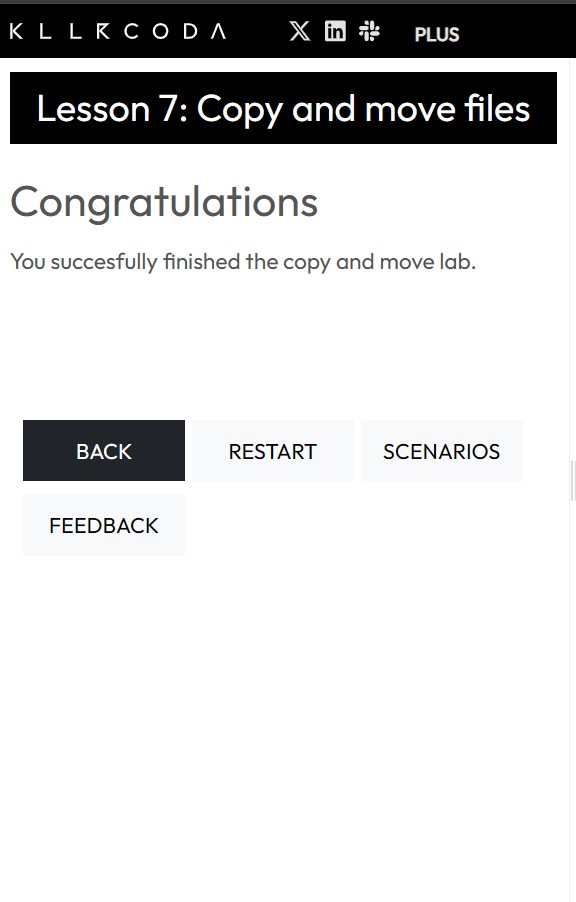 KILLERCODA
PLUS
Lesson 7: Copy and move files
Congratulations
You succesfully finished the copy and move lab.
BACK
RESTART
SCENARIOS
FEEDBACK